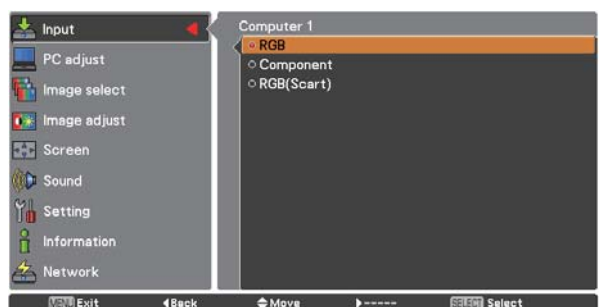 Input
PC adjust
Image select
Image adjust
Screen
Sound
Setting
Information
Network
Computer 1
RGB
Component
RGB(Scart)
MENU Exit ◀Back Move ▶----- SELECT Select